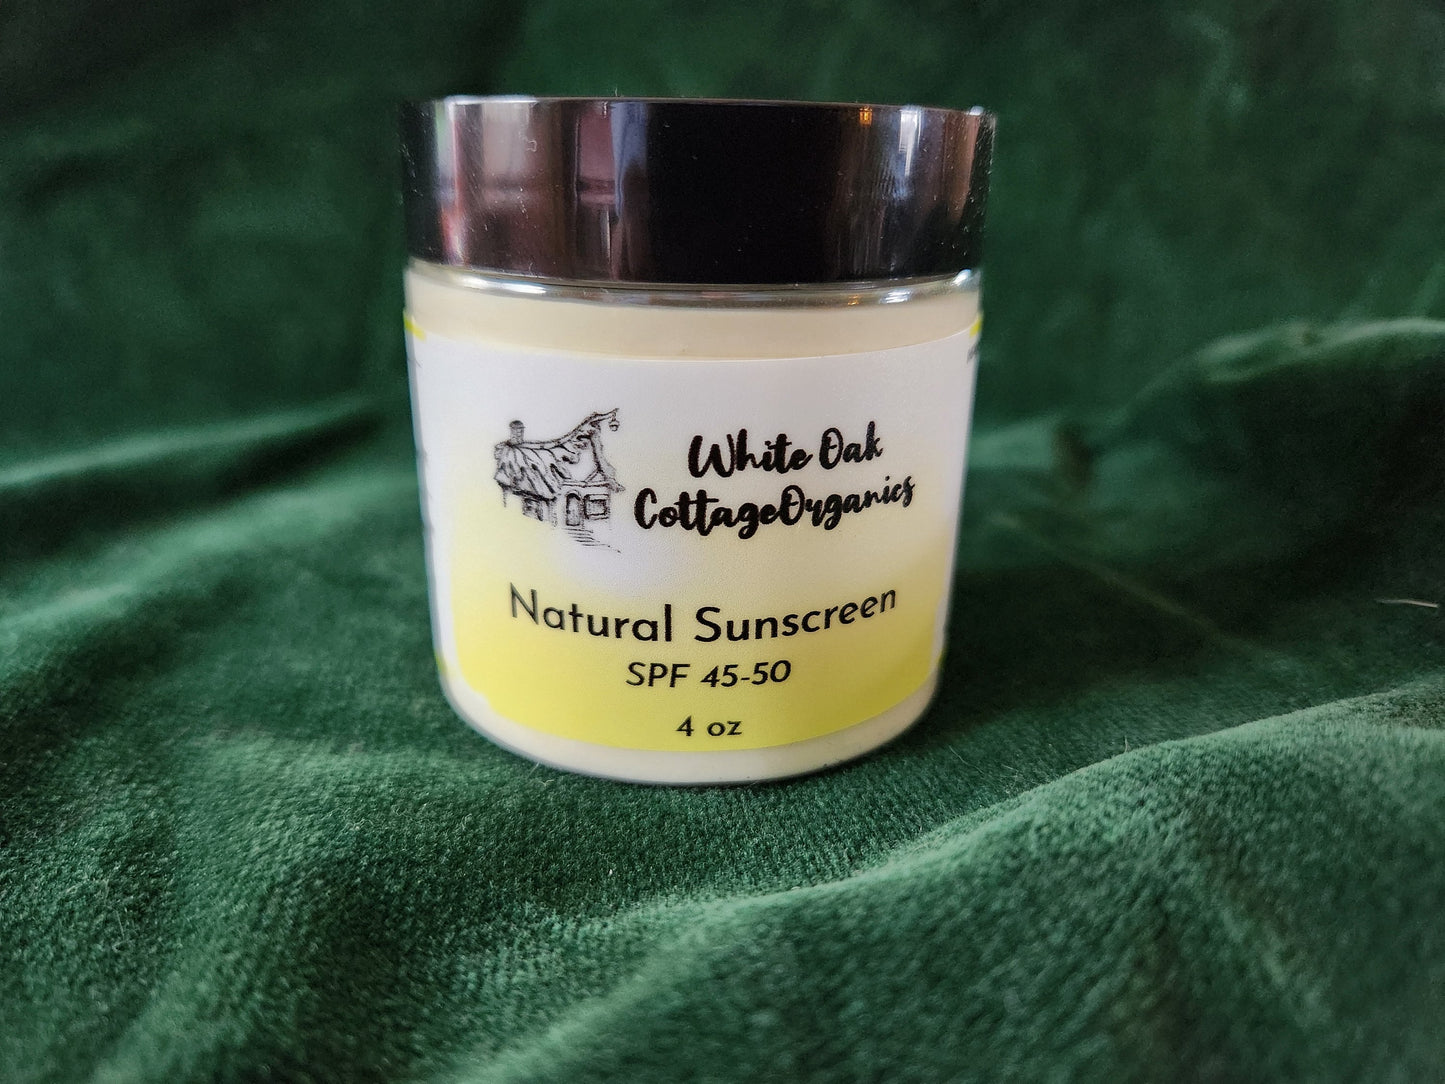 White Oak
CottageOrganics
Natural Sunscreen
SPF 45-50
4 oz